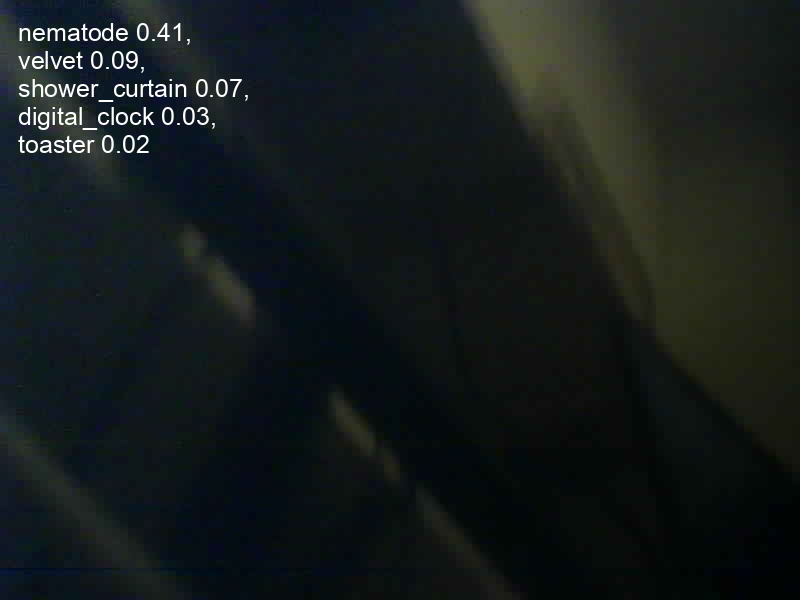 nematode 0.41,
velvet 0.09,
shower_curtain 0.07,
digital_clock 0.03,
toaster 0.02